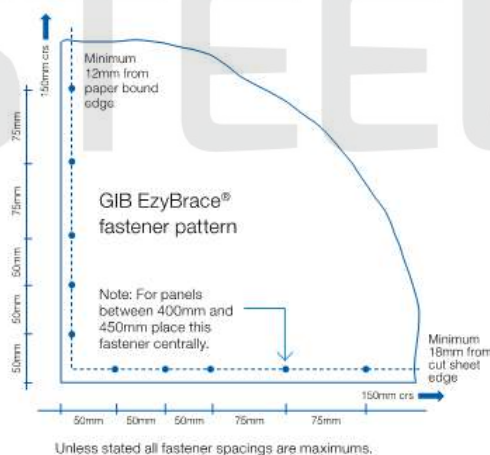 STEEL
150mm crs
Minimum
12mm from
paper bound
edge
75mm
75mm
50mm
50mm
50mm
GIB EzyBrace®
fastener pattern
Note: For panels
between 400mm and
450mm place this
fastener centrally.
Minimum
18mm from
cut sheet
edge
150mm crs
50mm 50mm 50mm 75mm 75mm
Unless stated all fastener spacings are maximums.